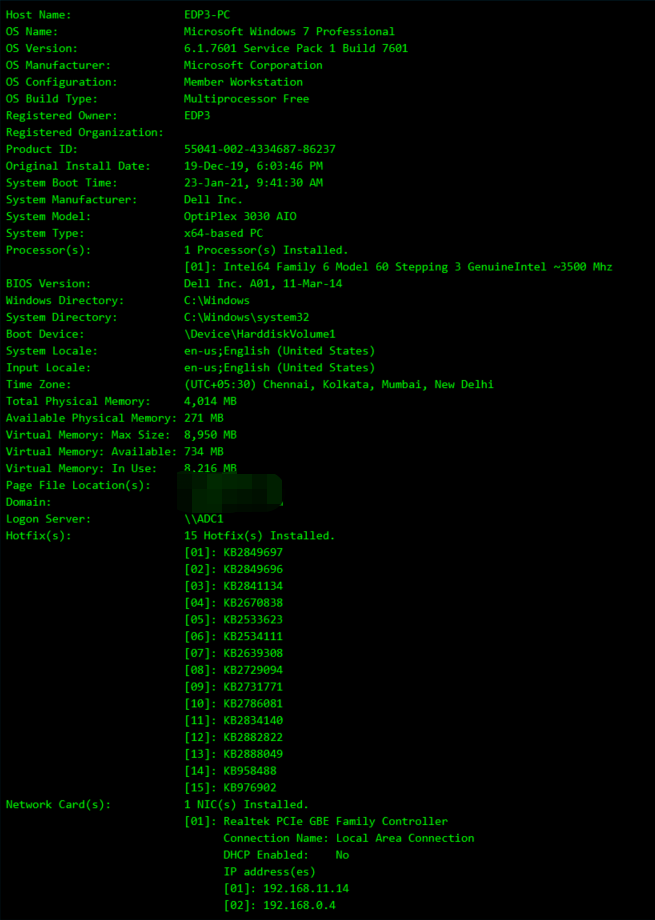 Host Name: EDP3-PC
OS Name: Microsoft Windows 7 Professional
OS Version: 6.1.7601 Service Pack 1 Build 7601
OS Manufacturer: Microsoft Corporation
OS Configuration: Member Workstation
OS Build Type: Multiprocessor Free
Registered Owner: EDP3
Registered Organization:
Product ID: 55041-002-4334687-86237
Original Install Date: 19-Dec-19, 6:03:46 PM
System Boot Time: 23-Jan-21, 9:41:30 AM
System Manufacturer: Dell Inc.
System Model: OptiPlex 3030 AIO
System Type: x64-based PC
Processor(s): 1 Processor(s) Installed.
[01]: Intel64 Family 6 Model 60 Stepping 3 GenuineIntel ~3500 Mhz
BIOS Version: Dell Inc. A01, 11-Mar-14
Windows Directory: C:\Windows
System Directory: C:\Windows\system32
Boot Device: \Device\HarddiskVolume1
System Locale: en-us;English (United States)
Input Locale: en-us;English (United States)
Time Zone: (UTC+05:30) Chennai, Kolkata, Mumbai, New Delhi
Total Physical Memory: 4,014 MB
Available Physical Memory: 271 MB
Virtual Memory: Max Size: 8,950 MB
Virtual Memory: Available: 734 MB
Virtual Memory: In Use: 8,216 MB
Page File Location(s):
Domain:
Logon Server: \\ADC1
Hotfix(s): 15 Hotfix(s) Installed.
[01]: KB2849697
[02]: KB2849696
[03]: KB2841134
[04]: KB2670838
[05]: KB2533623
[06]: KB2534111
[07]: KB2639308
[08]: KB2729094
[09]: KB2731771
[10]: KB2786081
[11]: KB2834140
[12]: KB2882822
[13]: KB2888049
[14]: KB958488
[15]: KB976902
Network Card(s): 1 NIC(s) Installed.
[01]: Realtek PCIe GBE Family Controller
Connection Name: Local Area Connection
DHCP Enabled: No
IP address(es)
[01]: 192.168.11.14
[02]: 192.168.0.4